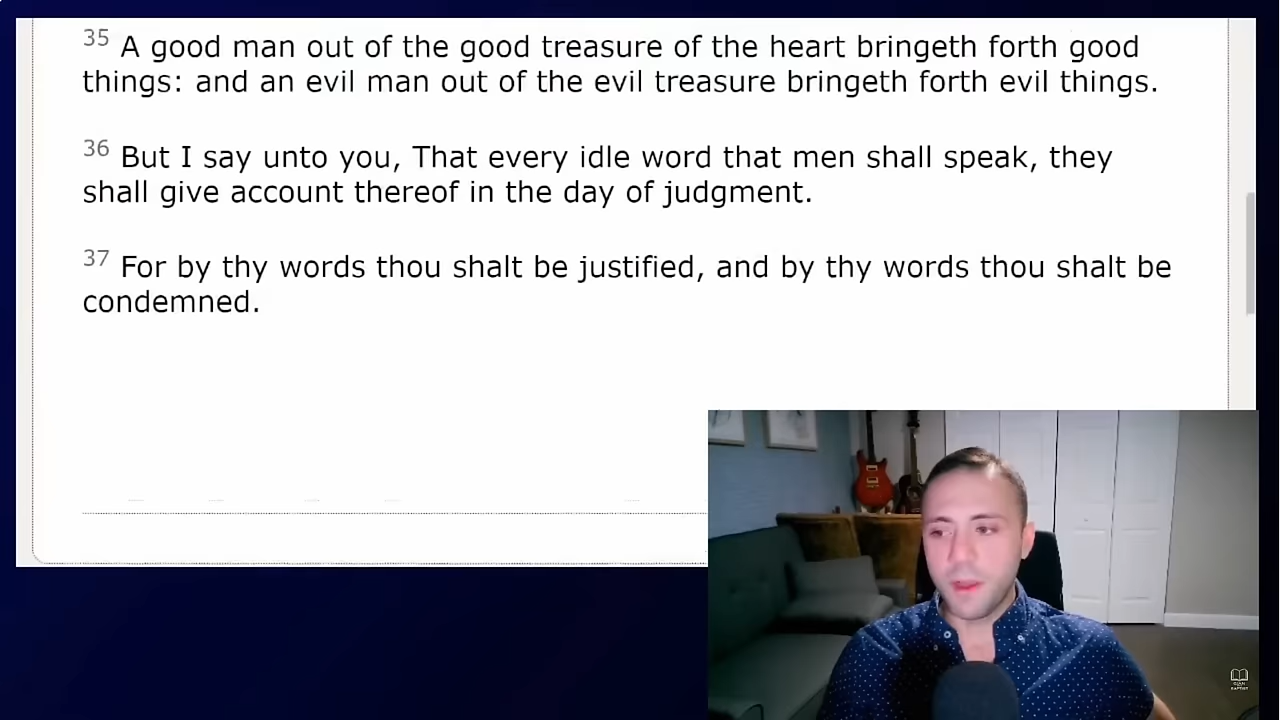 35 A good man out of the good treasure of the heart bringeth forth good
things: and an evil man out of the evil treasure bringeth forth evil things.
36 But I say unto you, That every idle word that men shall speak, they
shall give account thereof in the day of judgment.
37 For by thy words thou shalt be justified, and by thy words thou shalt be
condemned.